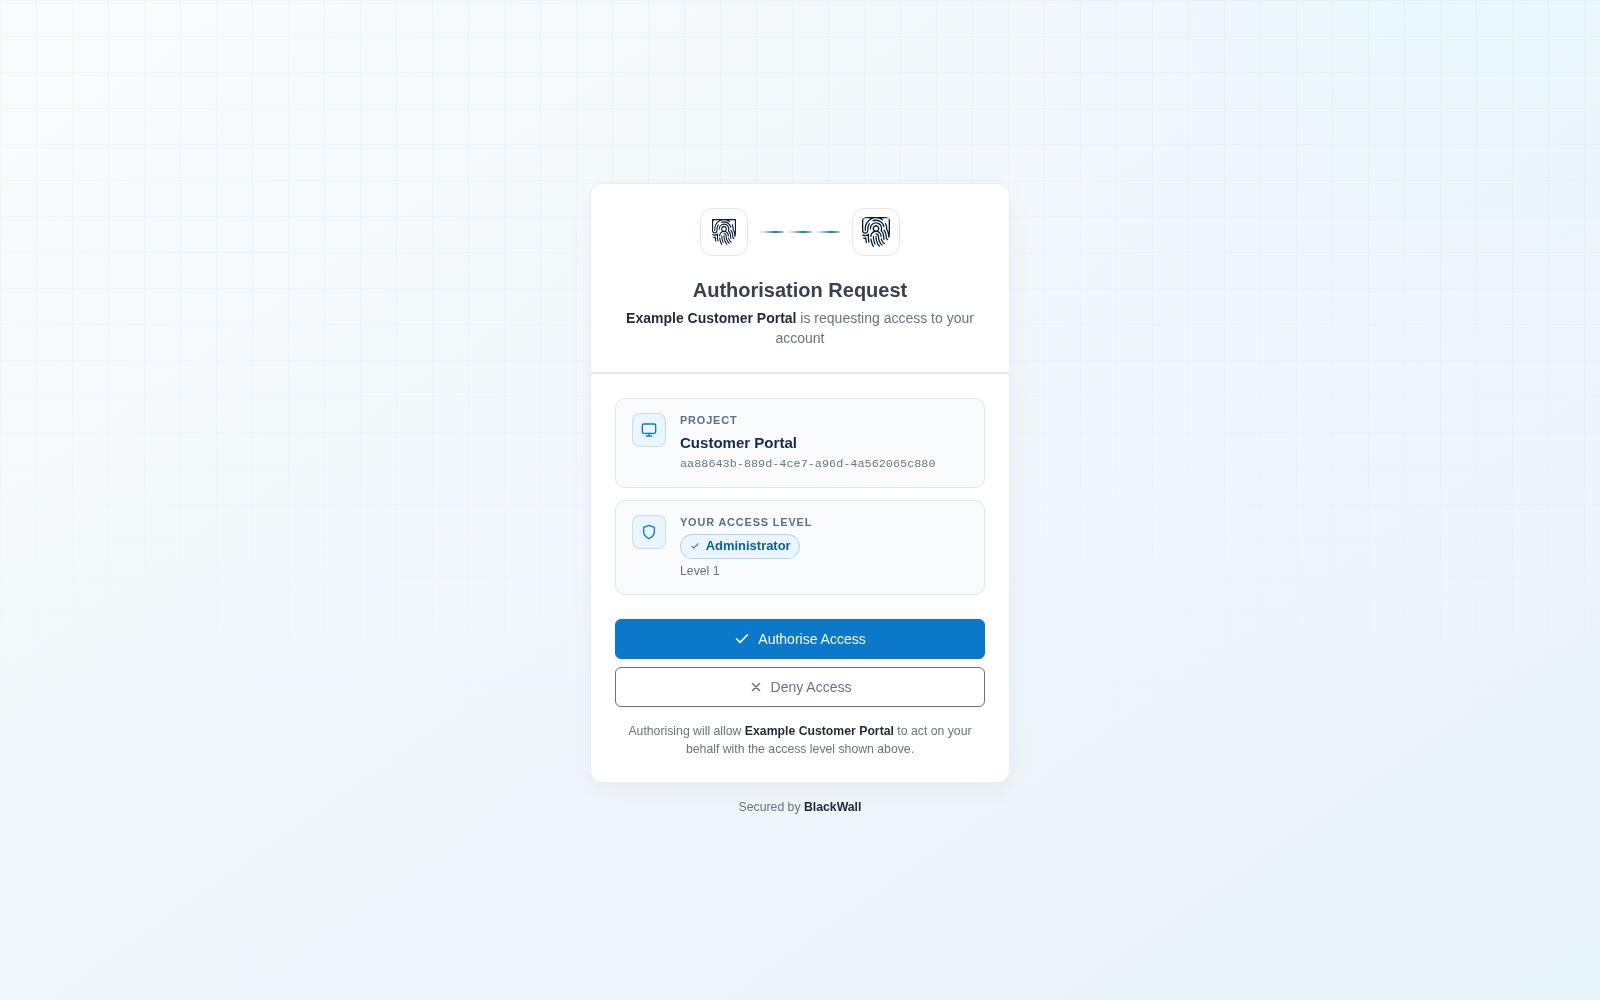 Authorisation Request
Example Customer Portal is requesting access to your
account
PROJECT
Customer Portal
aa88643b-889d-4ce7-a96d-4a562065c880
YOUR ACCESS LEVEL
Administrator
Level 1
Authorise Access
Deny Access
Authorising will allow Example Customer Portal to act on your
behalf with the access level shown above.
Secured by BlackWall